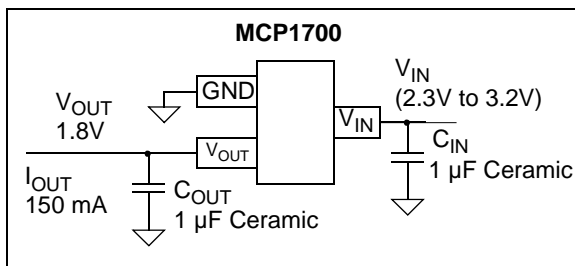 MCP1700
GND
VIN
(2.3V to 3.2V)
VOUT
1.8V
VIN
VOUT
CIN
1 µF Ceramic
IOUT
150 mA
COUT
1 µF Ceramic